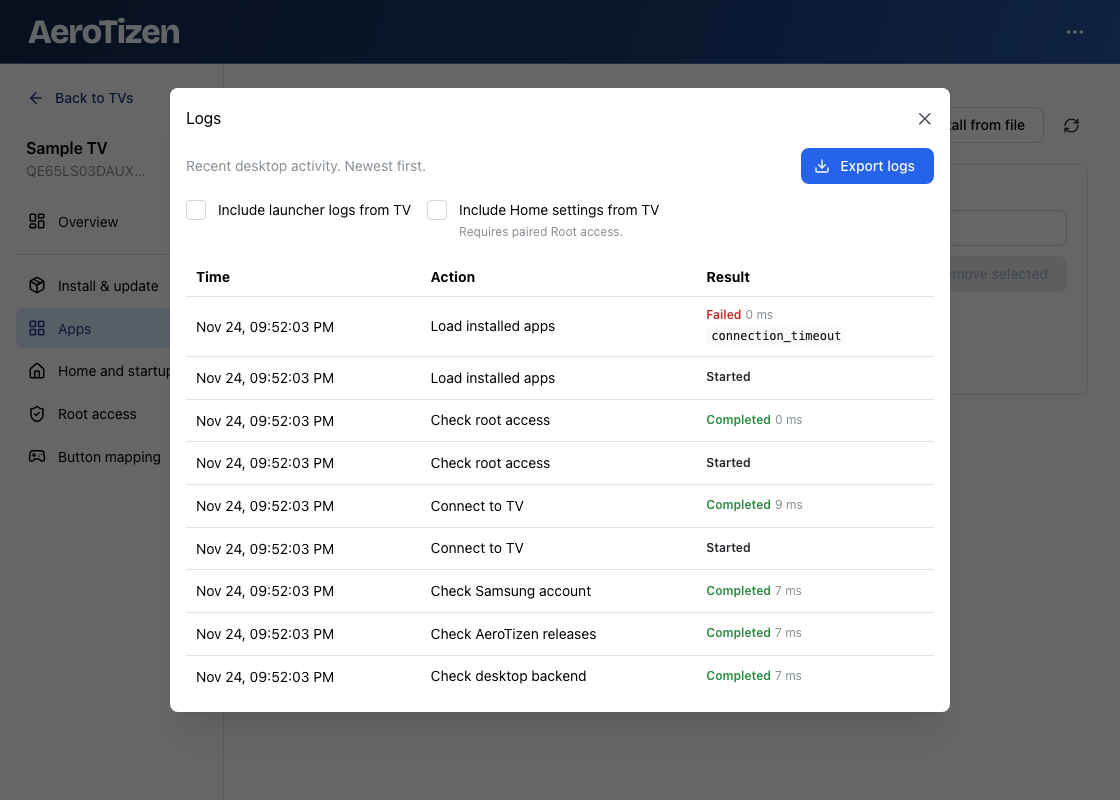 AeroTizen
Back to TVs
Sample TV
QE65LS03DAUX...
Overview
Install & update
Apps
Home and startup
Root access
Button mapping
all from file
move selected
Logs
Recent desktop activity. Newest first.
Export logs
Include launcher logs from TV
Include Home settings from TV
Requires paired Root access.
Time Action Result
Nov 24, 09:52:03 PM Load installed apps Failed 0 ms
connection_timeout
Nov 24, 09:52:03 PM Load installed apps Started
Nov 24, 09:52:03 PM Check root access Completed 0 ms
Nov 24, 09:52:03 PM Check root access Started
Nov 24, 09:52:03 PM Connect to TV Completed 9 ms
Nov 24, 09:52:03 PM Connect to TV Started
Nov 24, 09:52:03 PM Check Samsung account Completed 7 ms
Nov 24, 09:52:03 PM Check AeroTizen releases Completed 7 ms
Nov 24, 09:52:03 PM Check desktop backend Completed 7 ms